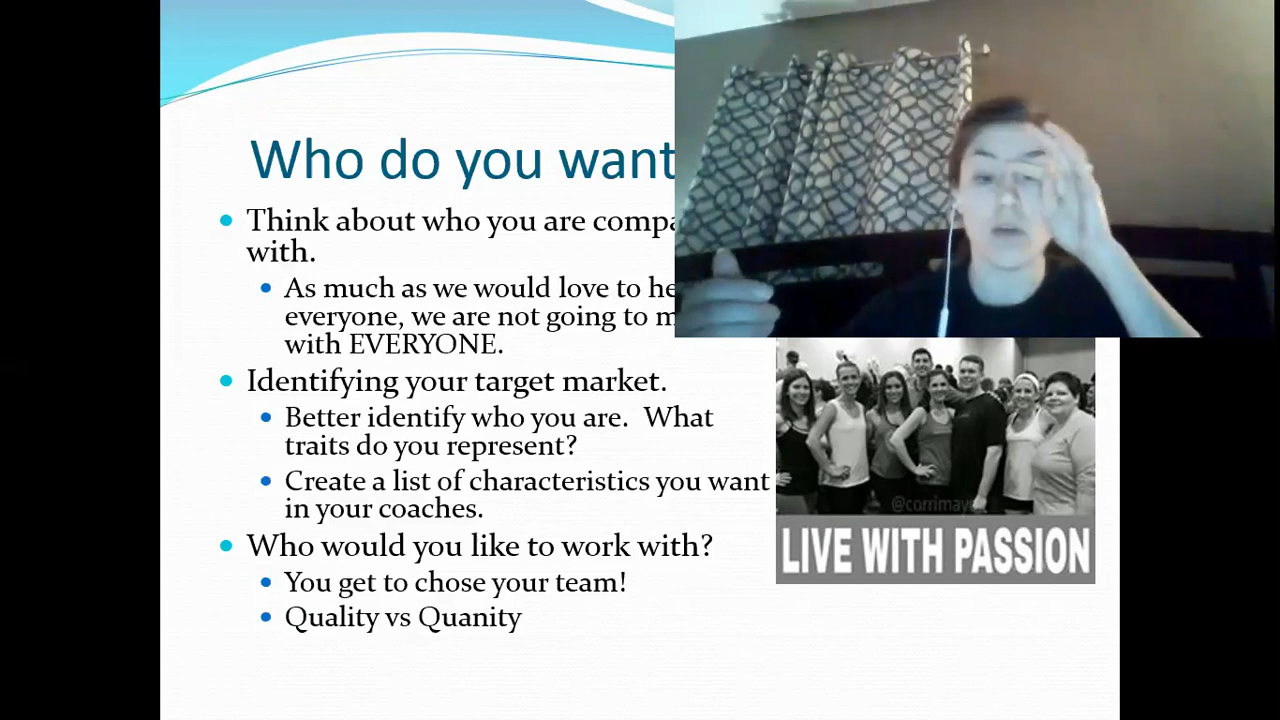 Who do you want
Think about who you are
with.
As much as we would love to
everyone, we are not going to
with EVERYONE.
Identifying your target market.
Better identify who you are. What
traits do you represent?
Create a list of characteristics you want
in your coaches.
Who would you like to work with?
You get to chose your team!
Quality vs Quanity
LIVE WITH PASSION